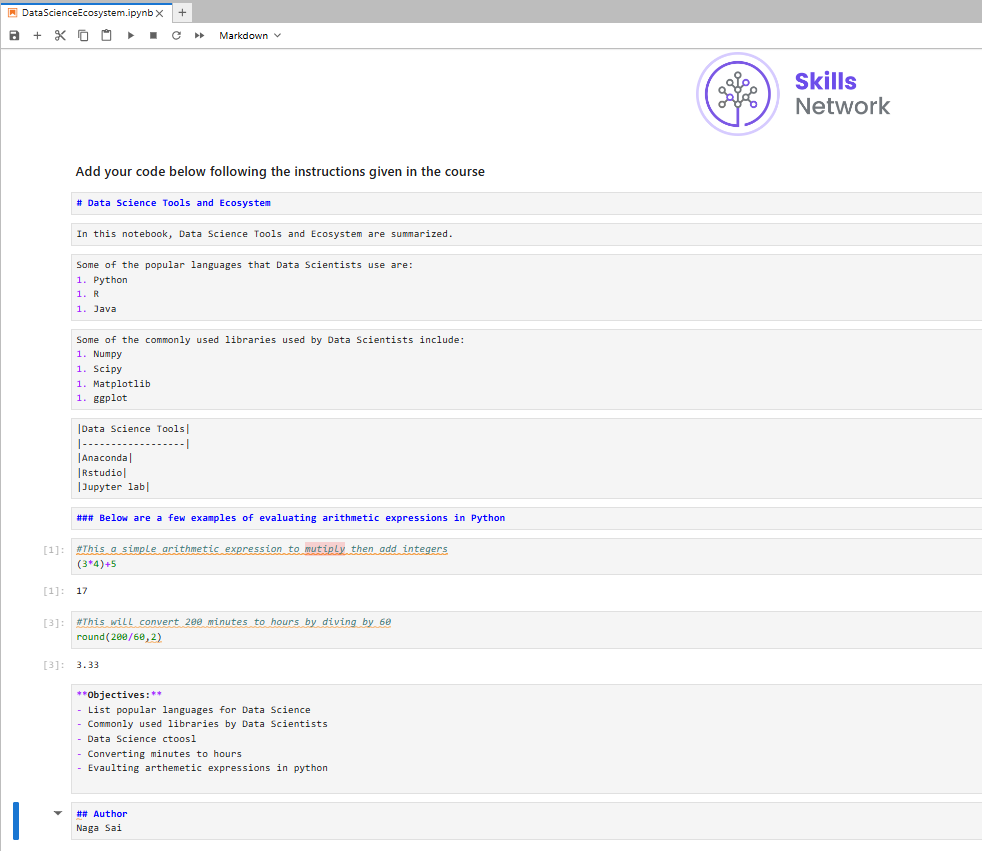 DataScienceEcosystem.ipynb
Markdown
Skills
Network
Add your code below following the instructions given in the course
# Data Science Tools and Ecosystem
In this notebook, Data Science Tools and Ecosystem are summarized.
Some of the popular languages that Data Scientists use are:
1. Python
1. R
1. Java
Some of the commonly used libraries used by Data Scientists include:
1. Numpy
1. Scipy
1. Matplotlib
1. ggplot
|Data Science Tools|
|------------------|
|Anaconda|
|Rstudio|
|Jupyter lab|
### Below are a few examples of evaluating arithmetic expressions in Python
[1]: #This a simple arithmetic expression to mutiply then add integers
(3*4)+5
[1]: 17
[3]: #This will convert 200 minutes to hours by diving by 60
round(200/60,2)
[3]: 3.33
**Objectives:**
- List popular languages for Data Science
- Commonly used libraries by Data Scientists
- Data Science ctoosl
- Converting minutes to hours
- Evaulting arthemetic expressions in python
## Author
Naga Sai